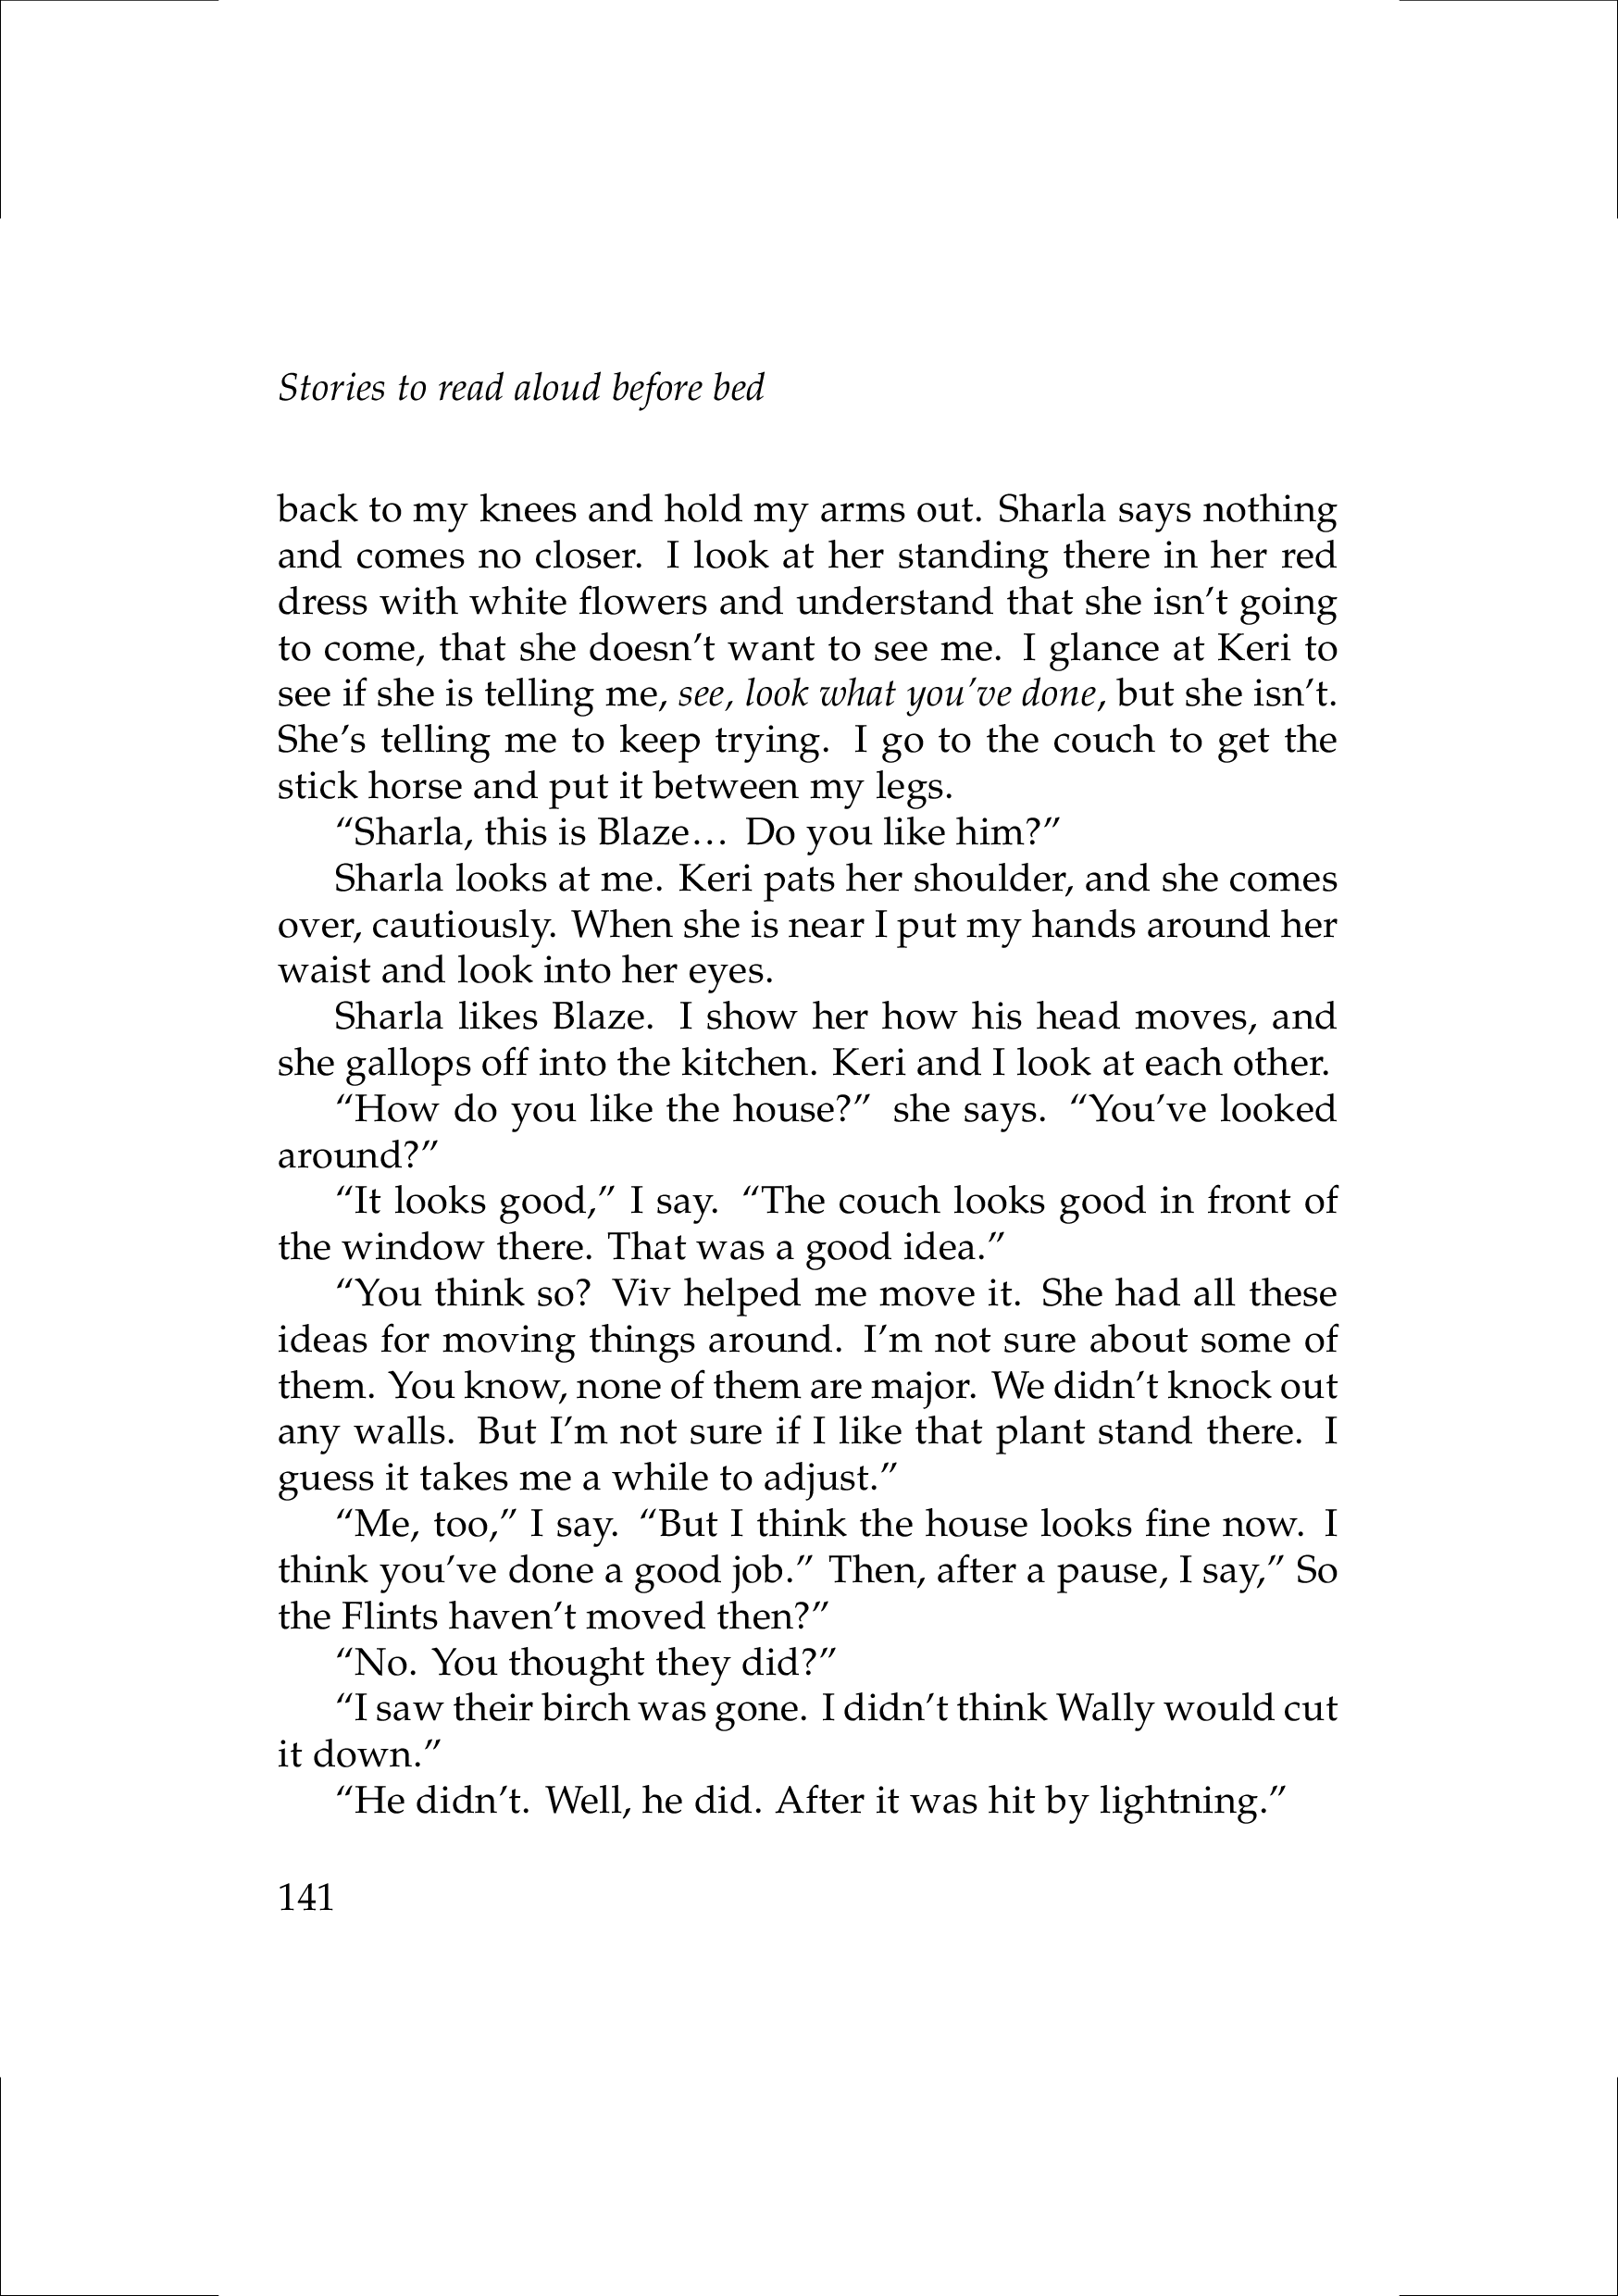 Stories to read aloud before bed
back to my knees and hold my arms out. Sharla says nothing
and comes no closer. I look at her standing there in her red
dress with white flowers and understand that she isn’t going
to come, that she doesn’t want to see me. I glance at Keri to
see if she is telling me, see, look what you’ve done, but she isn’t.
She’s telling me to keep trying. I go to the couch to get the
stick horse and put it between my legs.
“Sharla, this is Blaze… Do you like him?”
Sharla looks at me. Keri pats her shoulder, and she comes
over, cautiously. When she is near I put my hands around her
waist and look into her eyes.
Sharla likes Blaze. I show her how his head moves, and
she gallops off into the kitchen. Keri and I look at each other.
“How do you like the house?” she says. “You’ve looked
around?”
“It looks good,” I say. “The couch looks good in front of
the window there. That was a good idea.”
“You think so? Viv helped me move it. She had all these
ideas for moving things around. I’m not sure about some of
them. You know, none of them are major. We didn’t knock out
any walls. But I’m not sure if I like that plant stand there. I
guess it takes me a while to adjust.”
“Me, too,” I say. “But I think the house looks fine now. I
think you’ve done a good job.” Then, after a pause, I say,” So
the Flints haven’t moved then?”
“No. You thought they did?”
“I saw their birch was gone. I didn’t think Wally would cut
it down.”
“He didn’t. Well, he did. After it was hit by lightning.”
141